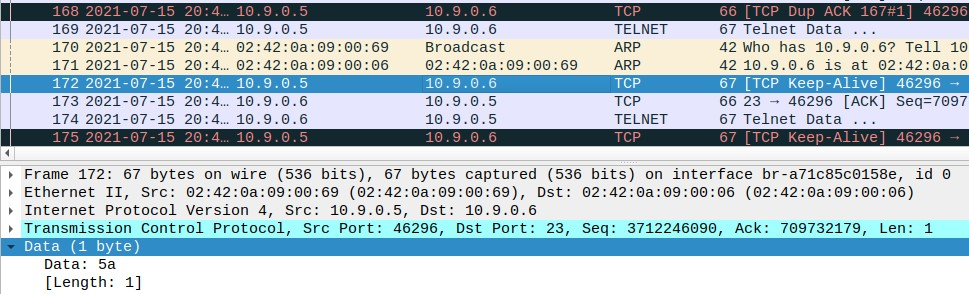 168 2021-07-15 20:4… 10.9.0.5 10.9.0.6 TCP 66 [TCP Dup ACK 167#1] 46296
169 2021-07-15 20:4… 10.9.0.5 10.9.0.6 TELNET 67 Telnet Data ...
170 2021-07-15 20:4… 02:42:0a:09:00:69 Broadcast ARP 42 Who has 10.9.0.6? Tell 10
171 2021-07-15 20:4… 02:42:0a:09:00:06 02:42:0a:09:00:69 ARP 42 10.9.0.6 is at 02:42:0a:0
172 2021-07-15 20:4… 10.9.0.5 10.9.0.6 TCP 67 [TCP Keep-Alive] 46296 →
173 2021-07-15 20:4… 10.9.0.6 10.9.0.5 TCP 66 23 → 46296 [ACK] Seq=7097
174 2021-07-15 20:4… 10.9.0.6 10.9.0.5 TELNET 67 Telnet Data ...
175 2021-07-15 20:4… 10.9.0.5 10.9.0.6 TCP 67 [TCP Keep-Alive] 46296 →
Frame 172: 67 bytes on wire (536 bits), 67 bytes captured (536 bits) on interface br-a71c85c0158e, id 0
Ethernet II, Src: 02:42:0a:09:00:69 (02:42:0a:09:00:69), Dst: 02:42:0a:09:00:06 (02:42:0a:09:00:06)
Internet Protocol Version 4, Src: 10.9.0.5, Dst: 10.9.0.6
Transmission Control Protocol, Src Port: 46296, Dst Port: 23, Seq: 3712246090, Ack: 709732179, Len: 1
Data (1 byte)
Data: 5a
[Length: 1]